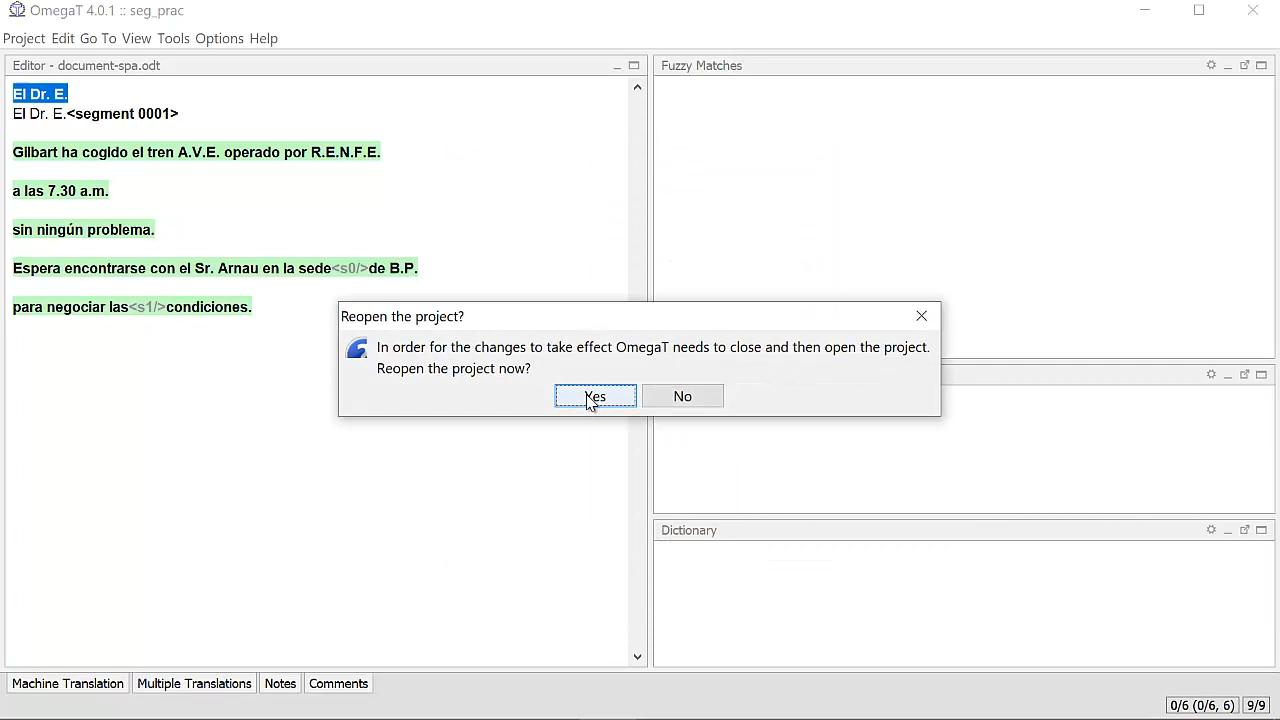 OmegaT 4.0.1 :: seg_prac
Project Edit Go To View Tools Options Help
Editor - document-spa.odt
Fuzzy Matches
El Dr. E.
El Dr. E.<segment 0001>
Gilbart ha cogido el tren A.V.E. operado por R.E.N.F.E.
a las 7.30 a.m.
sin ningún problema.
Espera encontrarse con el Sr. Arnau en la sede<s0/>de B.P.
para negociar las<s1/>condiciones.
Reopen the project?
In order for the changes to take effect OmegaT needs to close and then open the project.
Reopen the project now?
Yes
No
Dictionary
Machine Translation
Multiple Translations
Notes
Comments
0/6 (0/6, 6)
9/9